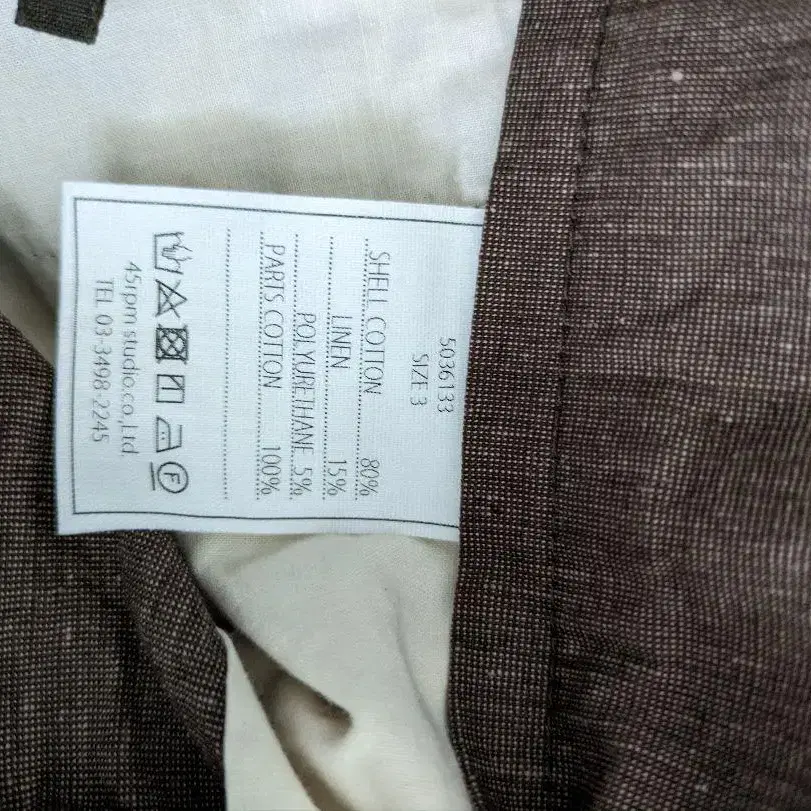 5036133
SIZE 3
SHELL COTTON 80%
LINEN 15%
POLYURETHANE 5%
PARTS COTTON 100%
F
45rpm studio.co.,Ltd
TEL 03-3498-2245